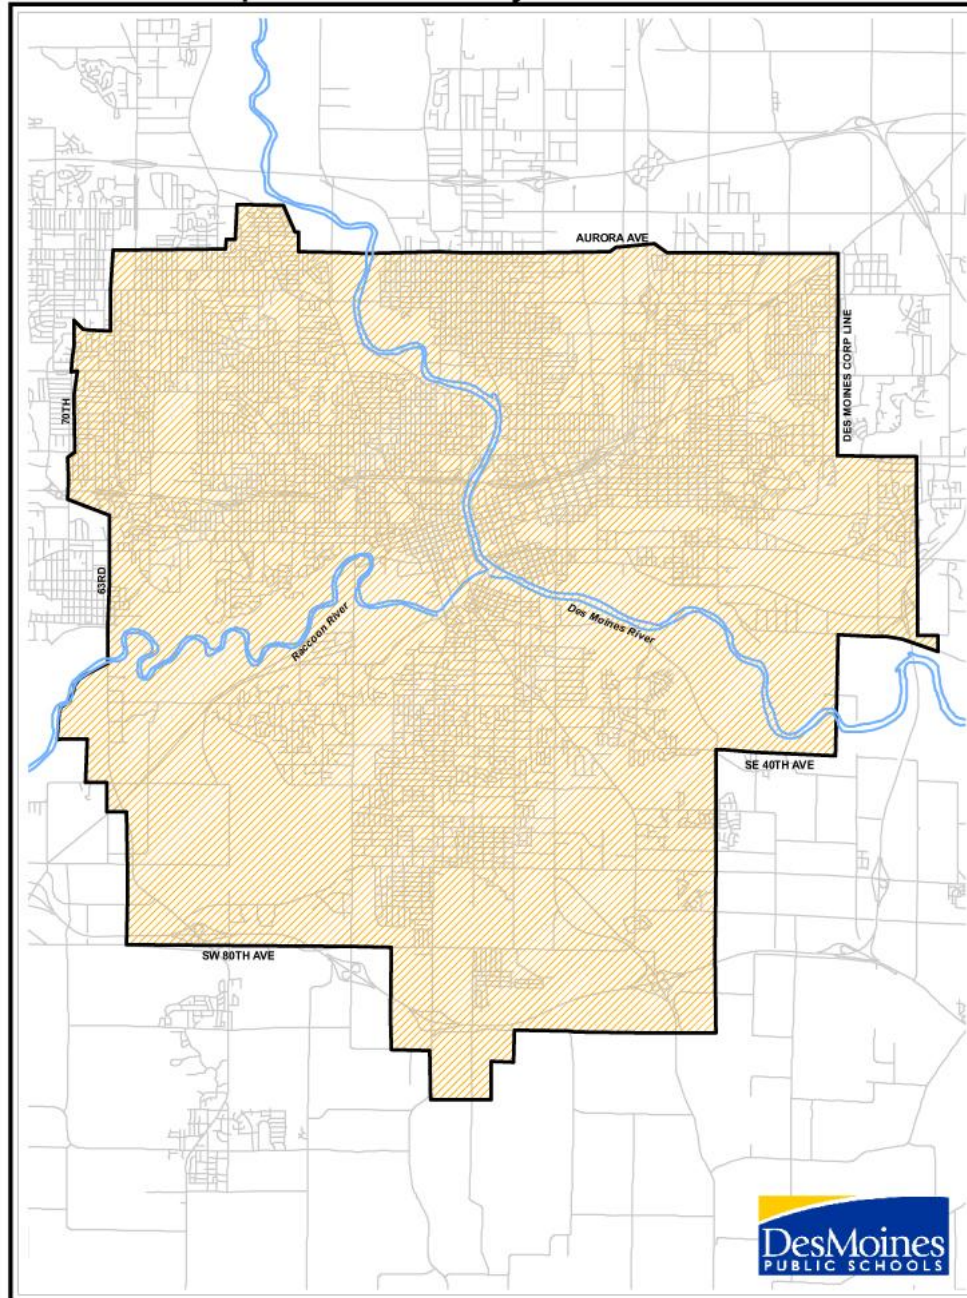 AURORA AVE
DES MOINES CORP LINE
70TH
63RD
Raccoon River
Des Moines River
SE 40TH AVE
SW 80TH AVE
DesMoines
PUBLIC SCHOOLS